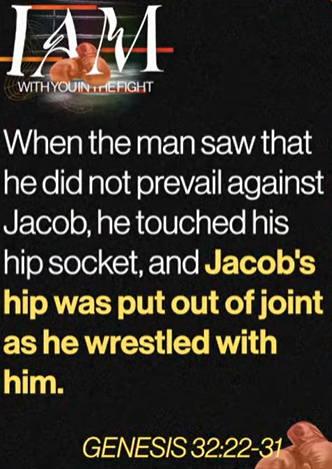 I AM
WITH YOU IN THE FIGHT
When the man saw that
he did not prevail against
Jacob, he touched his
hip socket, and Jacob's
hip was put out of joint
as he wrestled with
him.
GENESIS 32:22-31